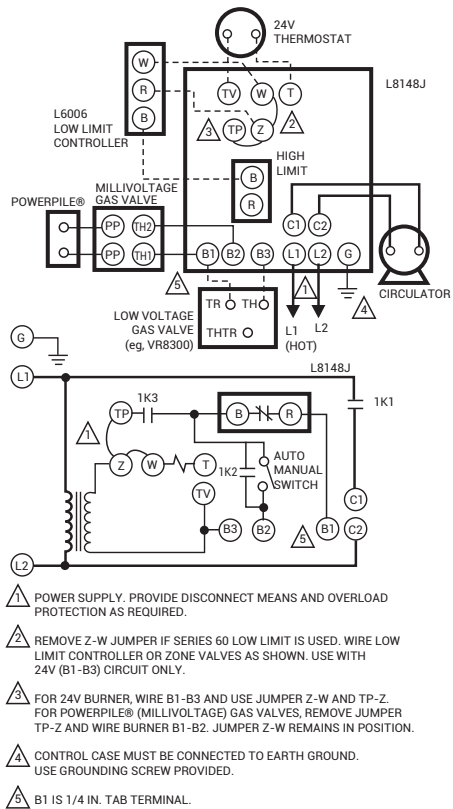 24V
THERMOSTAT
L8148J
W
R
B
L6006
LOW LIMIT
CONTROLLER
TV
W
T
3
TP
Z
2
HIGH
LIMIT
B
R
MILLIVOLTAGE
GAS VALVE
POWERPILE®
PP
TH2
PP
TH1
C1
C2
B1
B2
B3
L1
L2
G
5
1
4
CIRCULATOR
TR
TH
THTR
LOW VOLTAGE
GAS VALVE
(eg, VR8300)
L1
(HOT)
L2
G
L1
L8148J
1K3
TP
B
R
1K1
1
Z
W
T
1K2
AUTO
MANUAL
SWITCH
TV
C1
B3
B2
5
B1
C2
L2
1 POWER SUPPLY. PROVIDE DISCONNECT MEANS AND OVERLOAD
PROTECTION AS REQUIRED.
2 REMOVE Z-W JUMPER IF SERIES 60 LOW LIMIT IS USED. WIRE LOW
LIMIT CONTROLLER OR ZONE VALVES AS SHOWN. USE WITH
24V (B1-B3) CIRCUIT ONLY.
3 FOR 24V BURNER, WIRE B1-B3 AND USE JUMPER Z-W AND TP-Z.
FOR POWERPILE® (MILLIVOLTAGE) GAS VALVES, REMOVE JUMPER
TP-Z AND WIRE BURNER B1-B2. JUMPER Z-W REMAINS IN POSITION.
4 CONTROL CASE MUST BE CONNECTED TO EARTH GROUND.
USE GROUNDING SCREW PROVIDED.
5 B1 IS 1/4 IN. TAB TERMINAL.